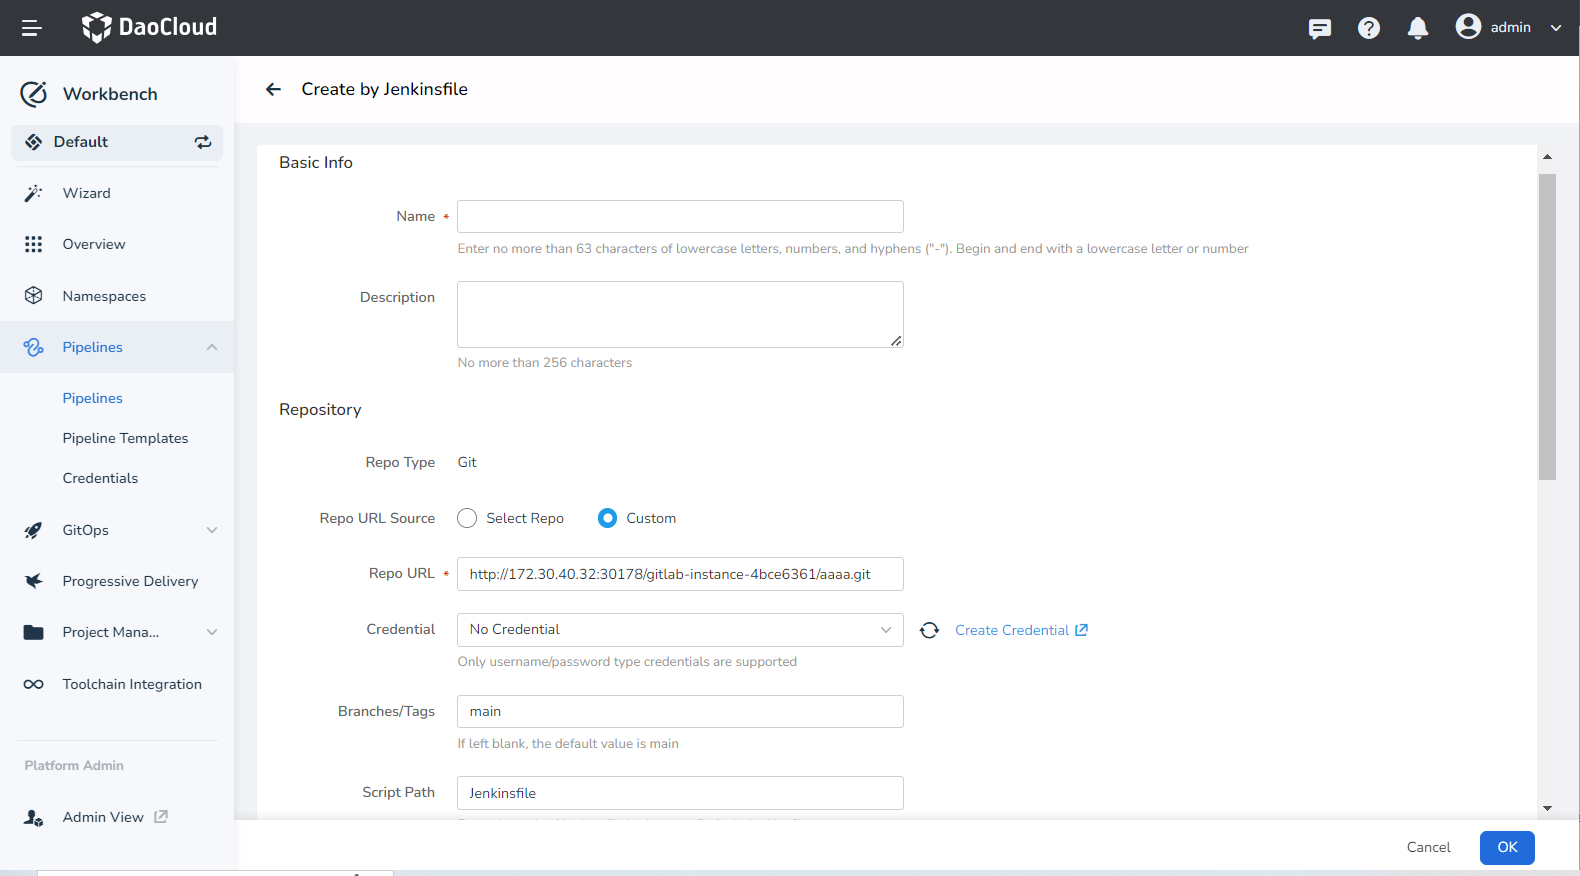 DaoCloud
admin
Workbench
Default
Wizard
Overview
Namespaces
Pipelines
Pipelines
Pipeline Templates
Credentials
GitOps
Progressive Delivery
Project Mana...
Toolchain Integration
Platform Admin
Admin View
Create by Jenkinsfile
Basic Info
Name *
Enter no more than 63 characters of lowercase letters, numbers, and hyphens ("-"). Begin and end with a lowercase letter or number
Description
No more than 256 characters
Repository
Repo Type Git
Repo URL Source Select Repo Custom
Repo URL * http://172.30.40.32:30178/gitlab-instance-4bce6361/aaaa.git
Credential No Credential Create Credential
Only username/password type credentials are supported
Branches/Tags main
If left blank, the default value is main
Script Path Jenkinsfile
Cancel OK